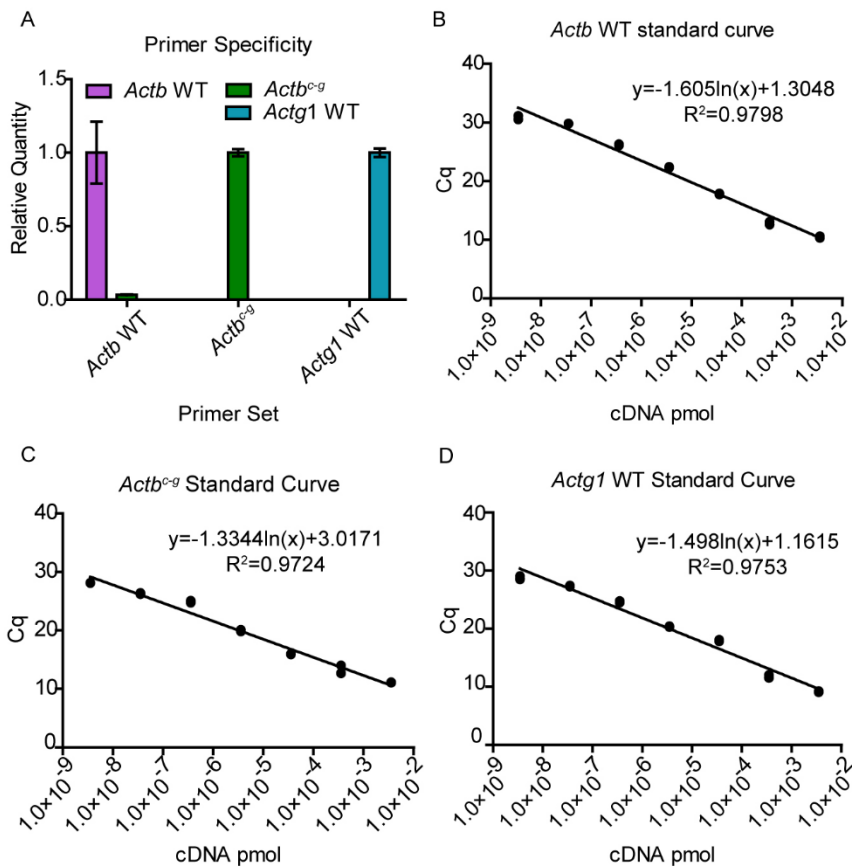 A
Primer Specificity
Relative Quantity
1.5
1.0
0.5
0.0
Actb WT
Actb^c-g
Actg1 WT
Actb WT
Actb^c-g
Actg1 WT
Primer Set
B
Actb WT standard curve
y=-1.605ln(x)+1.3048
R²=0.9798
Cq
40
30
20
10
0
1.0×10⁻⁹
1.0×10⁻⁸
1.0×10⁻⁷
1.0×10⁻⁶
1.0×10⁻⁵
1.0×10⁻⁴
1.0×10⁻³
1.0×10⁻²
cDNA pmol
C
Actb^c-g Standard Curve
y=-1.3344ln(x)+3.0171
R²=0.9724
Cq
40
30
20
10
0
1.0×10⁻⁹
1.0×10⁻⁸
1.0×10⁻⁷
1.0×10⁻⁶
1.0×10⁻⁵
1.0×10⁻⁴
1.0×10⁻³
1.0×10⁻²
cDNA pmol
D
Actg1 WT Standard Curve
y=-1.498ln(x)+1.1615
R²=0.9753
Cq
40
30
20
10
0
1.0×10⁻⁹
1.0×10⁻⁸
1.0×10⁻⁷
1.0×10⁻⁶
1.0×10⁻⁵
1.0×10⁻⁴
1.0×10⁻³
1.0×10⁻²
cDNA pmol